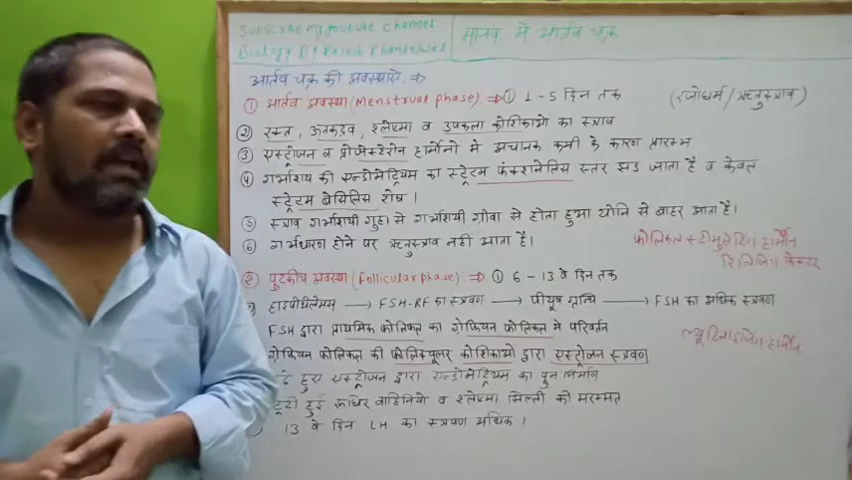 Subscribe my youtube channel
Biology By Rajesh Khandelwal
मानव में आर्तव चक्र
आर्तव चक्र की अवस्थाऐं ⇒
① आर्तव अवस्था (Menstrual phase) ⇒ ① 1-5 दिन तक (रजोधर्म/ऋतुस्त्राव)
② रक्त, ऊतकद्रव, श्लेष्मा व उपकला कोशिकाओ का स्त्राव
③ एस्ट्रोजन व प्रोजेस्टेरोन हार्मोनो में अचानक कमी के कारण प्रारम्भ
④ गर्भाशय की एन्डोमेट्रियम का स्ट्रेटम फंक्शनेलिस स्तर झड जाता है व केवल
स्ट्रेटम बेसिलिस शेष।
⑤ स्त्राव गर्भाशयी गुहा से गर्भाशयी ग्रीवा से होता हुआ योनि से बाहर आता है।
⑥ गर्भधारण होने पर ऋतुस्त्राव नही आता है।
फोलिकल स्टीमुलेटिंग हार्मोन
रिलिजिंग फेक्टर
② पुटकीय अवस्था (Follicular phase) ⇒ ① 6-13 वे दिन तक
हाइपोथैलेमस → FSH-RF का स्त्रवण → पीयूष ग्रन्थि → FSH का अधिक स्त्रवण
FSH द्वारा प्राथमिक फोलिकल का ग्रेफियन फोलिकल में परिवर्तन
ल्यूटिनाइजिंग हार्मोन
ग्रेफियन फोलिकल की फोलिक्यूलर कोशिकाओ द्वारा एस्ट्रोजन स्त्रवण
हुए एस्ट्रोजन द्वारा एन्डोमेट्रियम का पुन निर्माण
टूटी हुई रूधिर वाहिनियो व श्लेष्मा झिल्ली की मरम्मत
13 वे दिन LH का स्त्रवण अधिक।